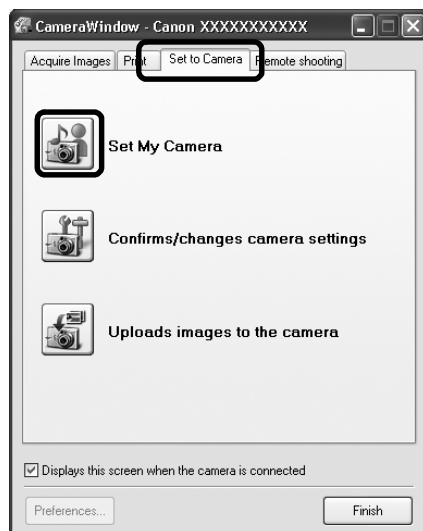 CameraWindow - Canon XXXXXXXXXXX
Acquire Images Print Set to Camera Remote shooting
Set My Camera
Confirms/changes camera settings
Uploads images to the camera
Displays this screen when the camera is connected
Preferences... Finish